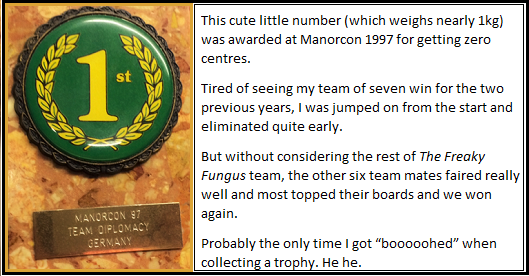 1st
MANORCON 97
TEAM DIPLOMACY
GERMANY
This cute little number (which weighs nearly 1kg)
was awarded at Manorcon 1997 for getting zero
centres.
Tired of seeing my team of seven win for the two
previous years, I was jumped on from the start and
eliminated quite early.
But without considering the rest of The Freaky
Fungus team, the other six team mates faired really
well and most topped their boards and we won
again.
Probably the only time I got “booooohed” when
collecting a trophy. He he.